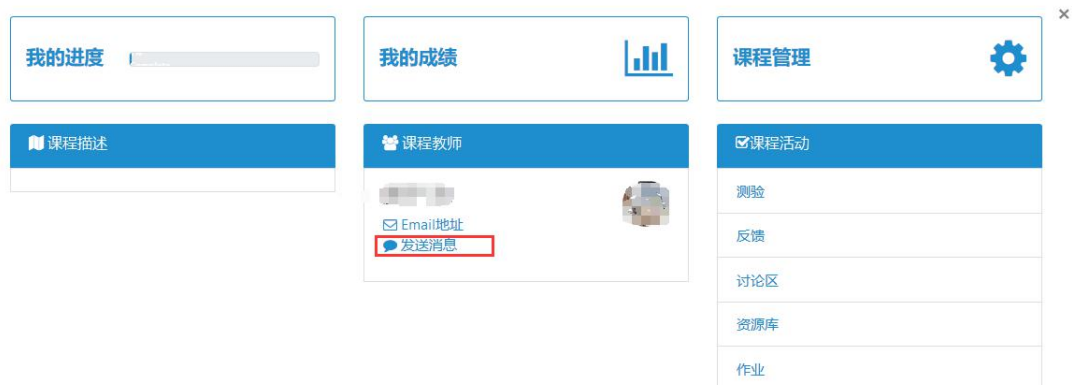 我的进度
我的成绩
课程管理
课程描述
课程教师
Email地址
发送消息
课程活动
测验
反馈
讨论区
资源库
作业